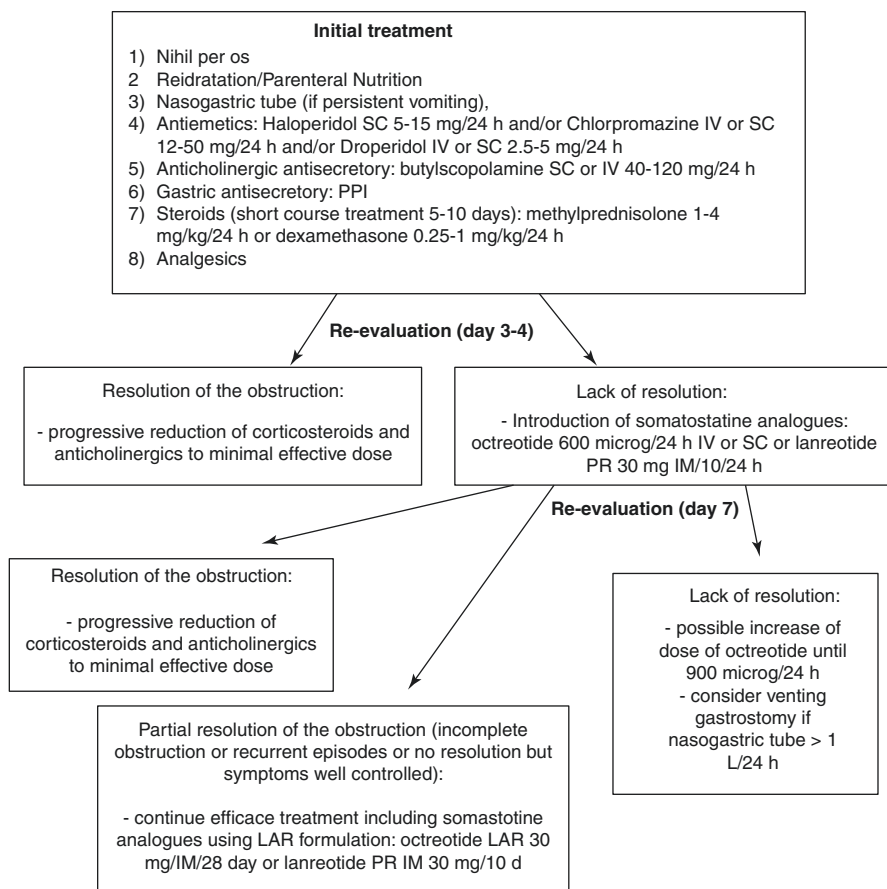 Initial treatment
1) Nihil per os
2 Reidratation/Parenteral Nutrition
3) Nasogastric tube (if persistent vomiting),
4) Antiemetics: Haloperidol SC 5-15 mg/24 h and/or Chlorpromazine IV or SC
12-50 mg/24 h and/or Droperidol IV or SC 2.5-5 mg/24 h
5) Anticholinergic antisecretory: butylscopolamine SC or IV 40-120 mg/24 h
6) Gastric antisecretory: PPI
7) Steroids (short course treatment 5-10 days): methylprednisolone 1-4
mg/kg/24 h or dexamethasone 0.25-1 mg/kg/24 h
8) Analgesics
Re-evaluation (day 3-4)
Resolution of the obstruction:
- progressive reduction of corticosteroids and
anticholinergics to minimal effective dose
Lack of resolution:
- Introduction of somatostatine analogues:
octreotide 600 microg/24 h IV or SC or lanreotide
PR 30 mg IM/10/24 h
Re-evaluation (day 7)
Resolution of the obstruction:
- progressive reduction of
corticosteroids and anticholinergics
to minimal effective dose
Partial resolution of the obstruction (incomplete
obstruction or recurrent episodes or no resolution but
symptoms well controlled):
- continue efficace treatment including somastotine
analogues using LAR formulation: octreotide LAR 30
mg/IM/28 day or lanreotide PR IM 30 mg/10 d
Lack of resolution:
- possible increase of
dose of octreotide until
900 microg/24 h
- consider venting
gastrostomy if
nasogastric tube > 1
L/24 h